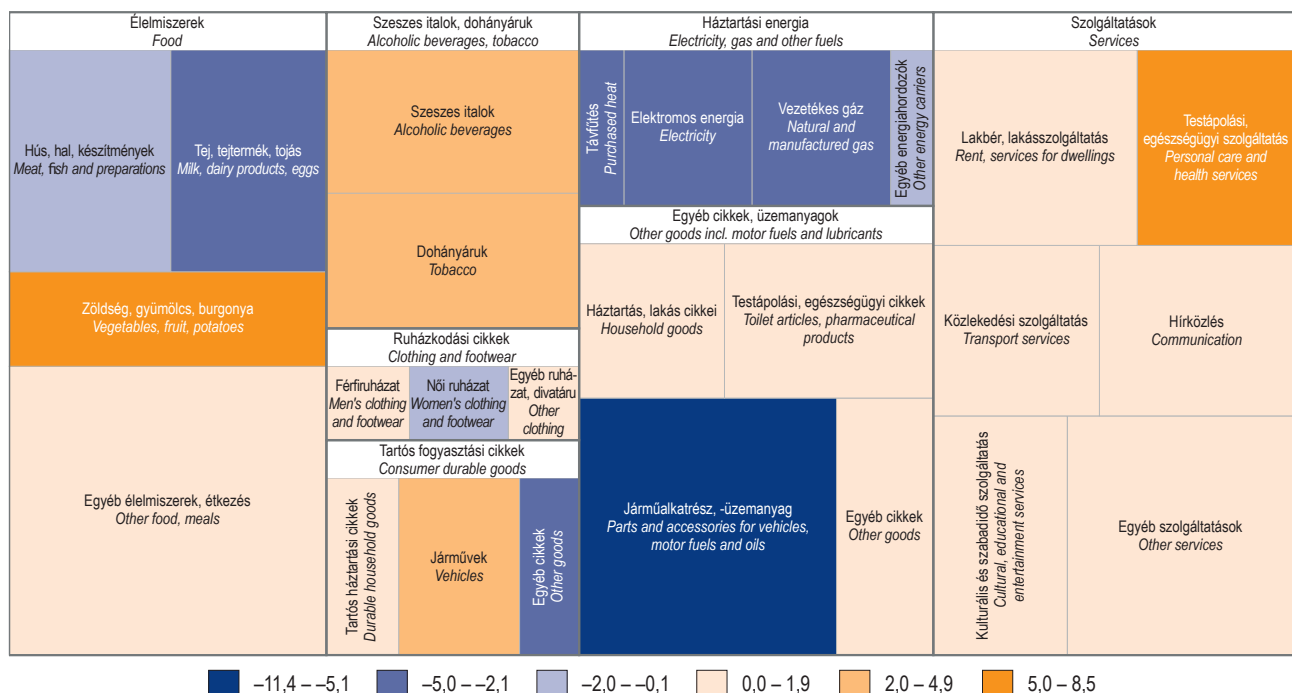 Élelmiszerek
Food
Hús, hal, készítmények
Meat, fish and preparations
Tej, tejtermék, tojás
Milk, dairy products, eggs
Zöldség, gyümölcs, burgonya
Vegetables, fruit, potatoes
Egyéb élelmiszerek, étkezés
Other food, meals
Szeszes italok, dohányáruk
Alcoholic beverages, tobacco
Szeszes italok
Alcoholic beverages
Dohányáruk
Tobacco
Ruházkodási cikkek
Clothing and footwear
Férfiruházat
Men's clothing
and footwear
Női ruházat
Women's clothing
and footwear
Egyéb ruhá-
zat, divatáru
Other
clothing
Tartós fogyasztási cikkek
Consumer durable goods
Tartós háztartási cikkek
Durable household goods
Járművek
Vehicles
Egyéb cikkek
Other goods
Háztartási energia
Electricity, gas and other fuels
Távfűtés
Purchased heat
Elektromos energia
Electricity
Vezetékes gáz
Natural and
manufactured gas
Egyéb energiahordozók
Other energy carriers
Egyéb cikkek, üzemanyagok
Other goods incl. motor fuels and lubricants
Háztartás, lakás cikkei
Household goods
Testápolási, egészségügyi cikkek
Toilet articles, pharmaceutical
products
Járműalkatrész, -üzemanyag
Parts and accessories for vehicles,
motor fuels and oils
Egyéb cikkek
Other goods
Szolgáltatások
Services
Lakbér, lakásszolgáltatás
Rent, services for dwellings
Testápolási,
egészségügyi szolgáltatás
Personal care and
health services
Közlekedési szolgáltatás
Transport services
Hírközlés
Communication
Kulturális és szabadidő szolgáltatás
Cultural, educational and
entertainment services
Egyéb szolgáltatások
Other services
–11,4 – –5,1
–5,0 – –2,1
–2,0 – –0,1
0,0 – 1,9
2,0 – 4,9
5,0 – 8,5